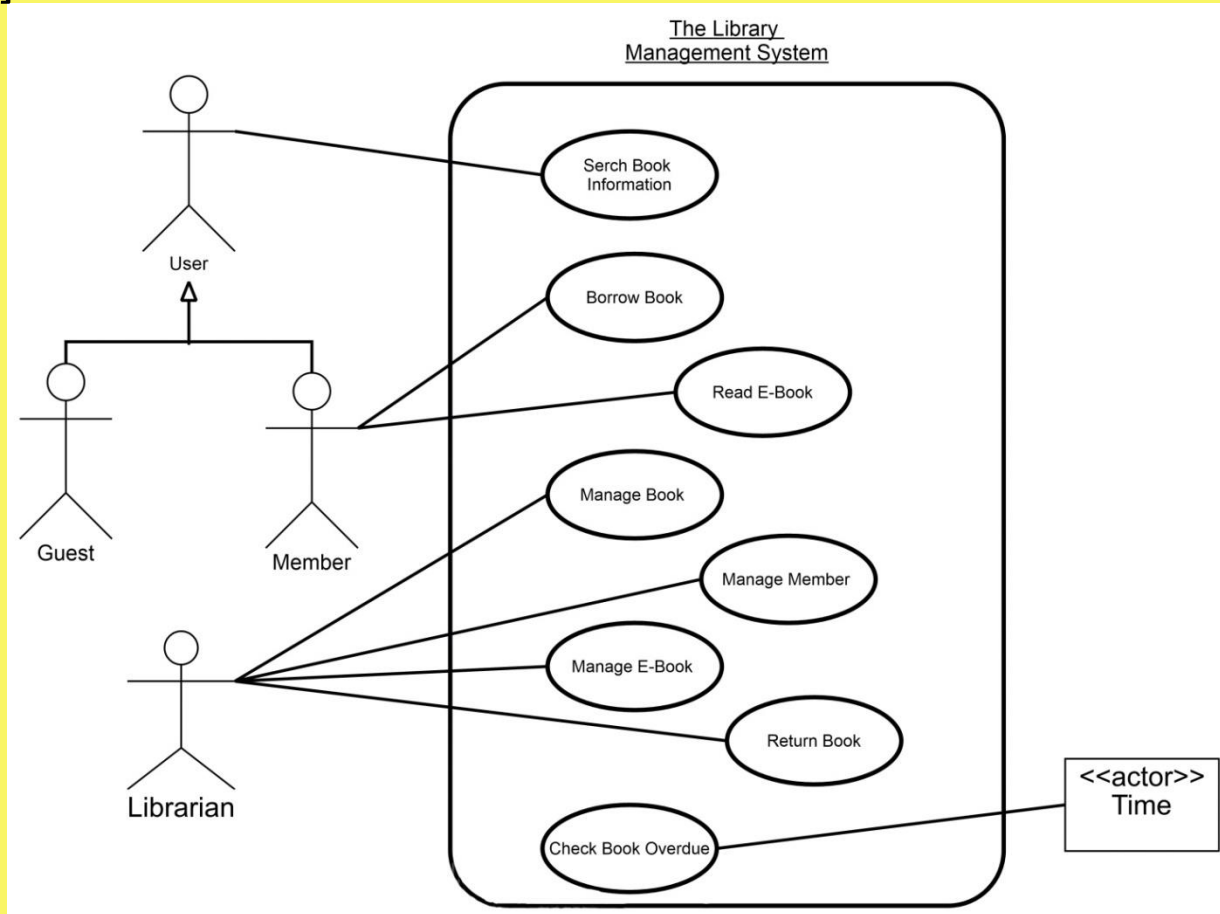 The Library
Management System
Serch Book
Information
User
Borrow Book
Read E-Book
Guest
Member
Manage Book
Manage Member
Manage E-Book
Return Book
Librarian
<<actor>>
Time
Check Book Overdue